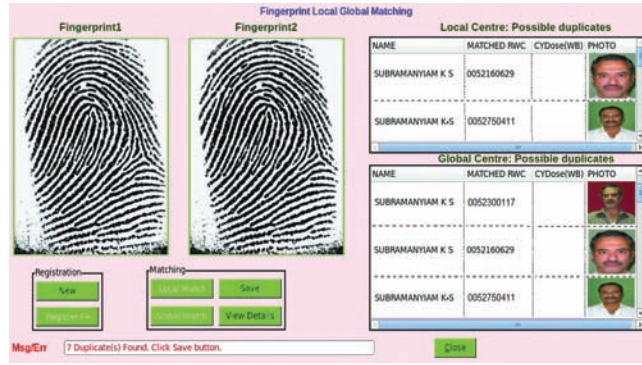 Fingerprint Local Global Matching
Fingerprint1
Fingerprint2
Local Centre: Possible duplicates
NAME MATCHED RWC CYDose(WB) PHOTO
SUBRAMANYIAM K S 0052160629
SUBRAMANYIAM K S 0052750411
Global Centre: Possible duplicates
NAME MATCHED RWC CYDose(WB) PHOTO
SUBRAMANYIAM K S 0052300117
SUBRAMANYIAM K S 0052160629
SUBRAMANYIAM K S 0052750411
Registration
New
Register FP
Matching
Local Match Save
Global Match View Details
Msg/Err 7 Duplicate(s) Found. Click Save button.
Close